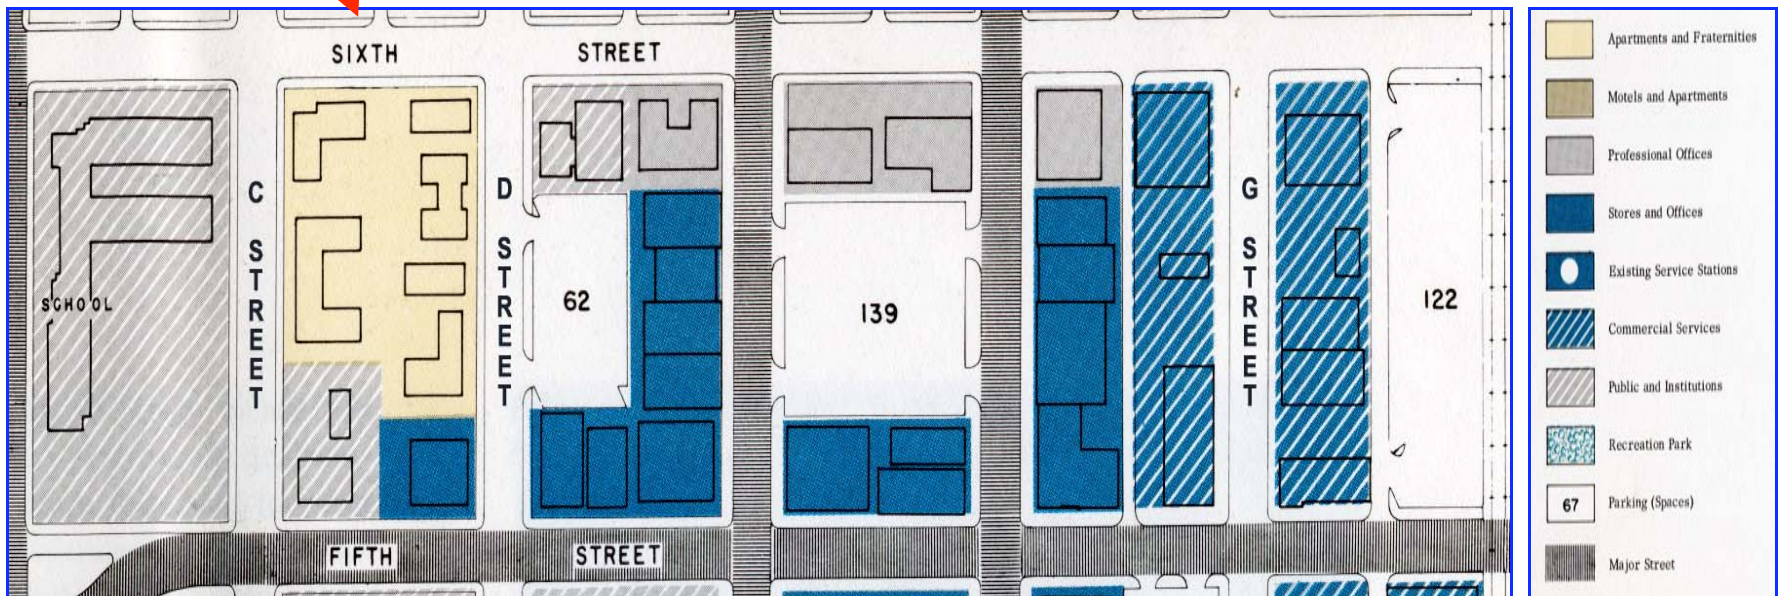 SIXTH STREET
C STREET
D STREET
G STREET
SCHOOL
62
139
122
FIFTH STREET
Apartments and Fraternities
Motels and Apartments
Professional Offices
Stores and Offices
Existing Service Stations
Commercial Services
Public and Institutions
Recreation Park
67 Parking (Spaces)
Major Street